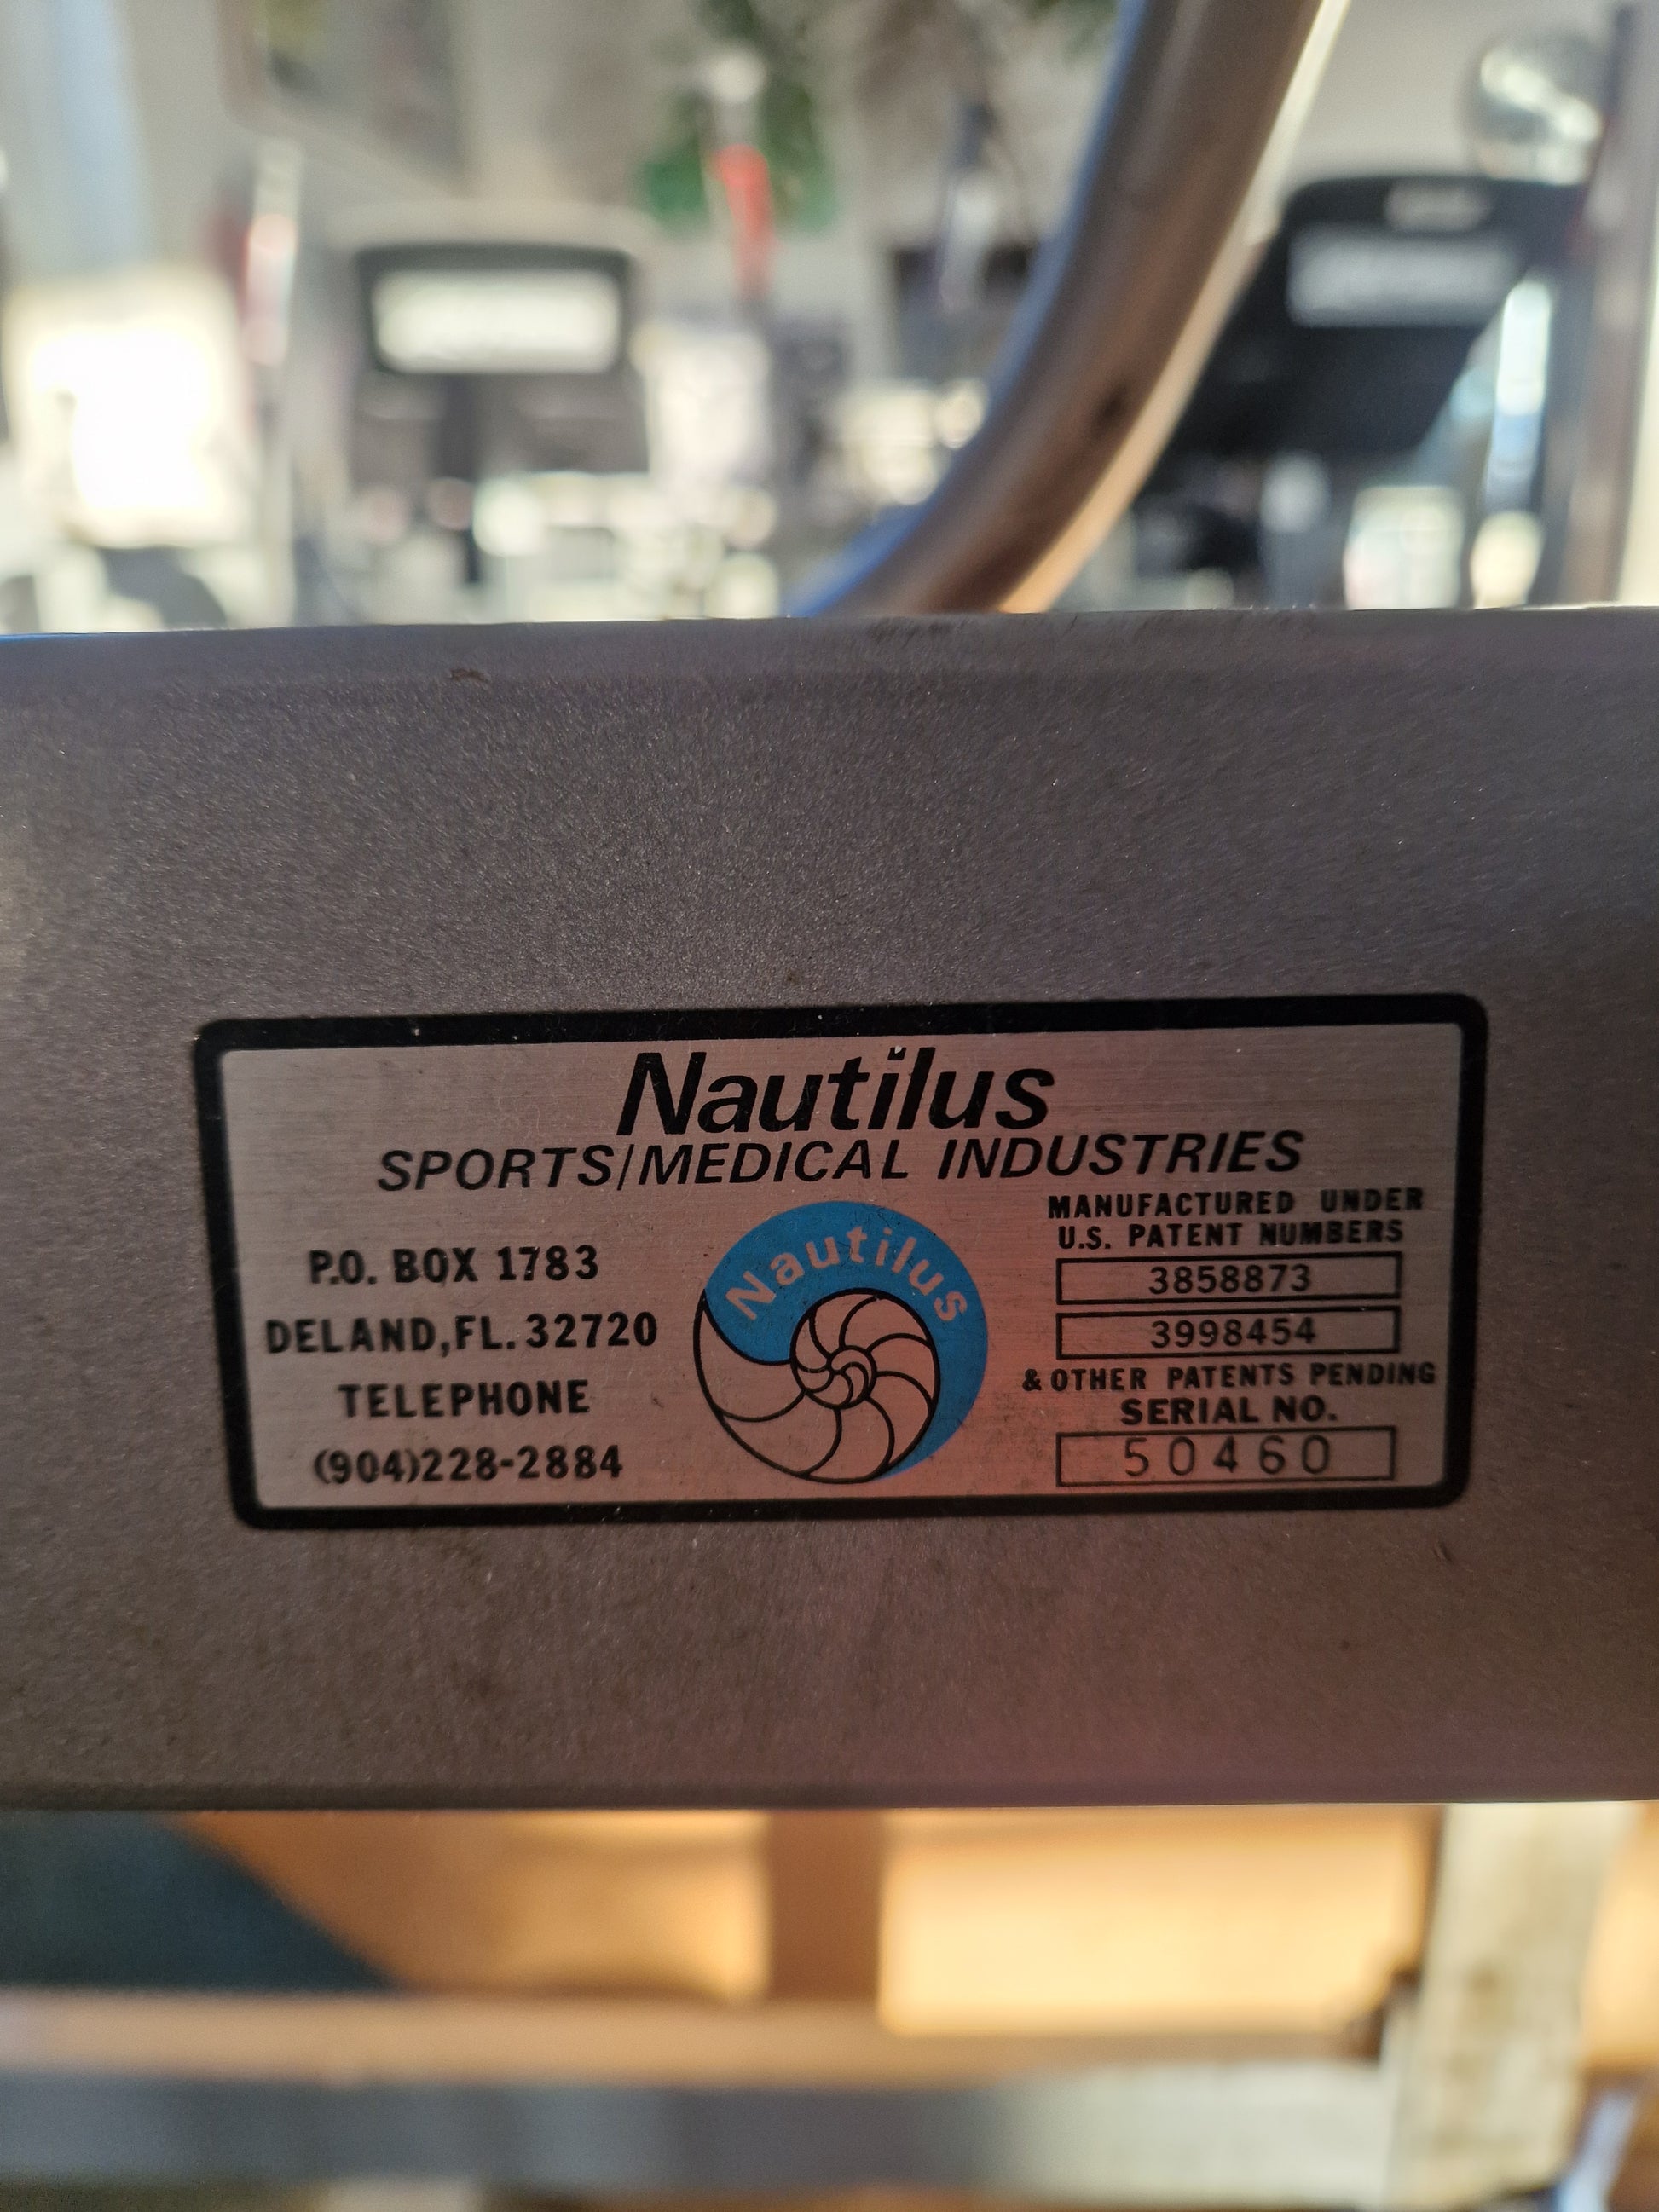 Nautilus
SPORTS/MEDICAL INDUSTRIES
P.O. BOX 1783
DELAND, FL. 32720
TELEPHONE
(904)228-2884
Nautilus
MANUFACTURED UNDER
U.S. PATENT NUMBERS
3858873
3998454
& OTHER PATENTS PENDING
SERIAL NO.
50460